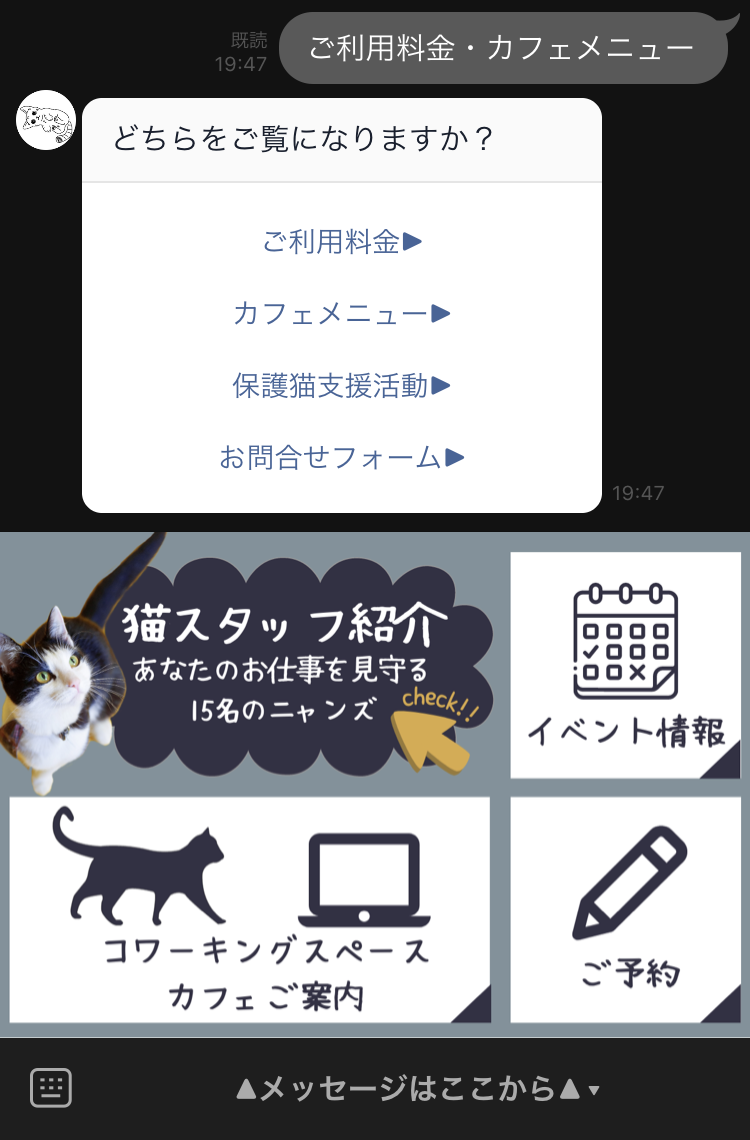 ご利用料金・カフェメニュー
既読
19:47
どちらをご覧になりますか？
ご利用料金▶
カフェメニュー▶
保護猫支援活動▶
お問合せフォーム▶
19:47
猫スタッフ紹介
あなたのお仕事を見守る
15名のニャンズ
check!!
イベント情報
コワーキングスペース
カフェご案内
ご予約
▲メッセージはここから▲▼